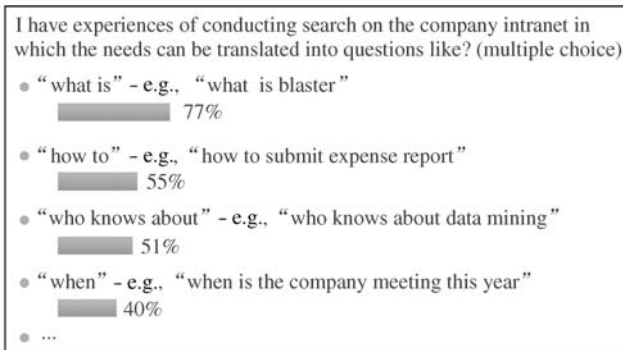 I have experiences of conducting search on the company intranet in
which the needs can be translated into questions like? (multiple choice)
“what is” – e.g., “what is blaster”
77%
“how to” – e.g., “how to submit expense report”
55%
“who knows about” – e.g., “who knows about data mining”
51%
“when” – e.g., “when is the company meeting this year”
40%
...